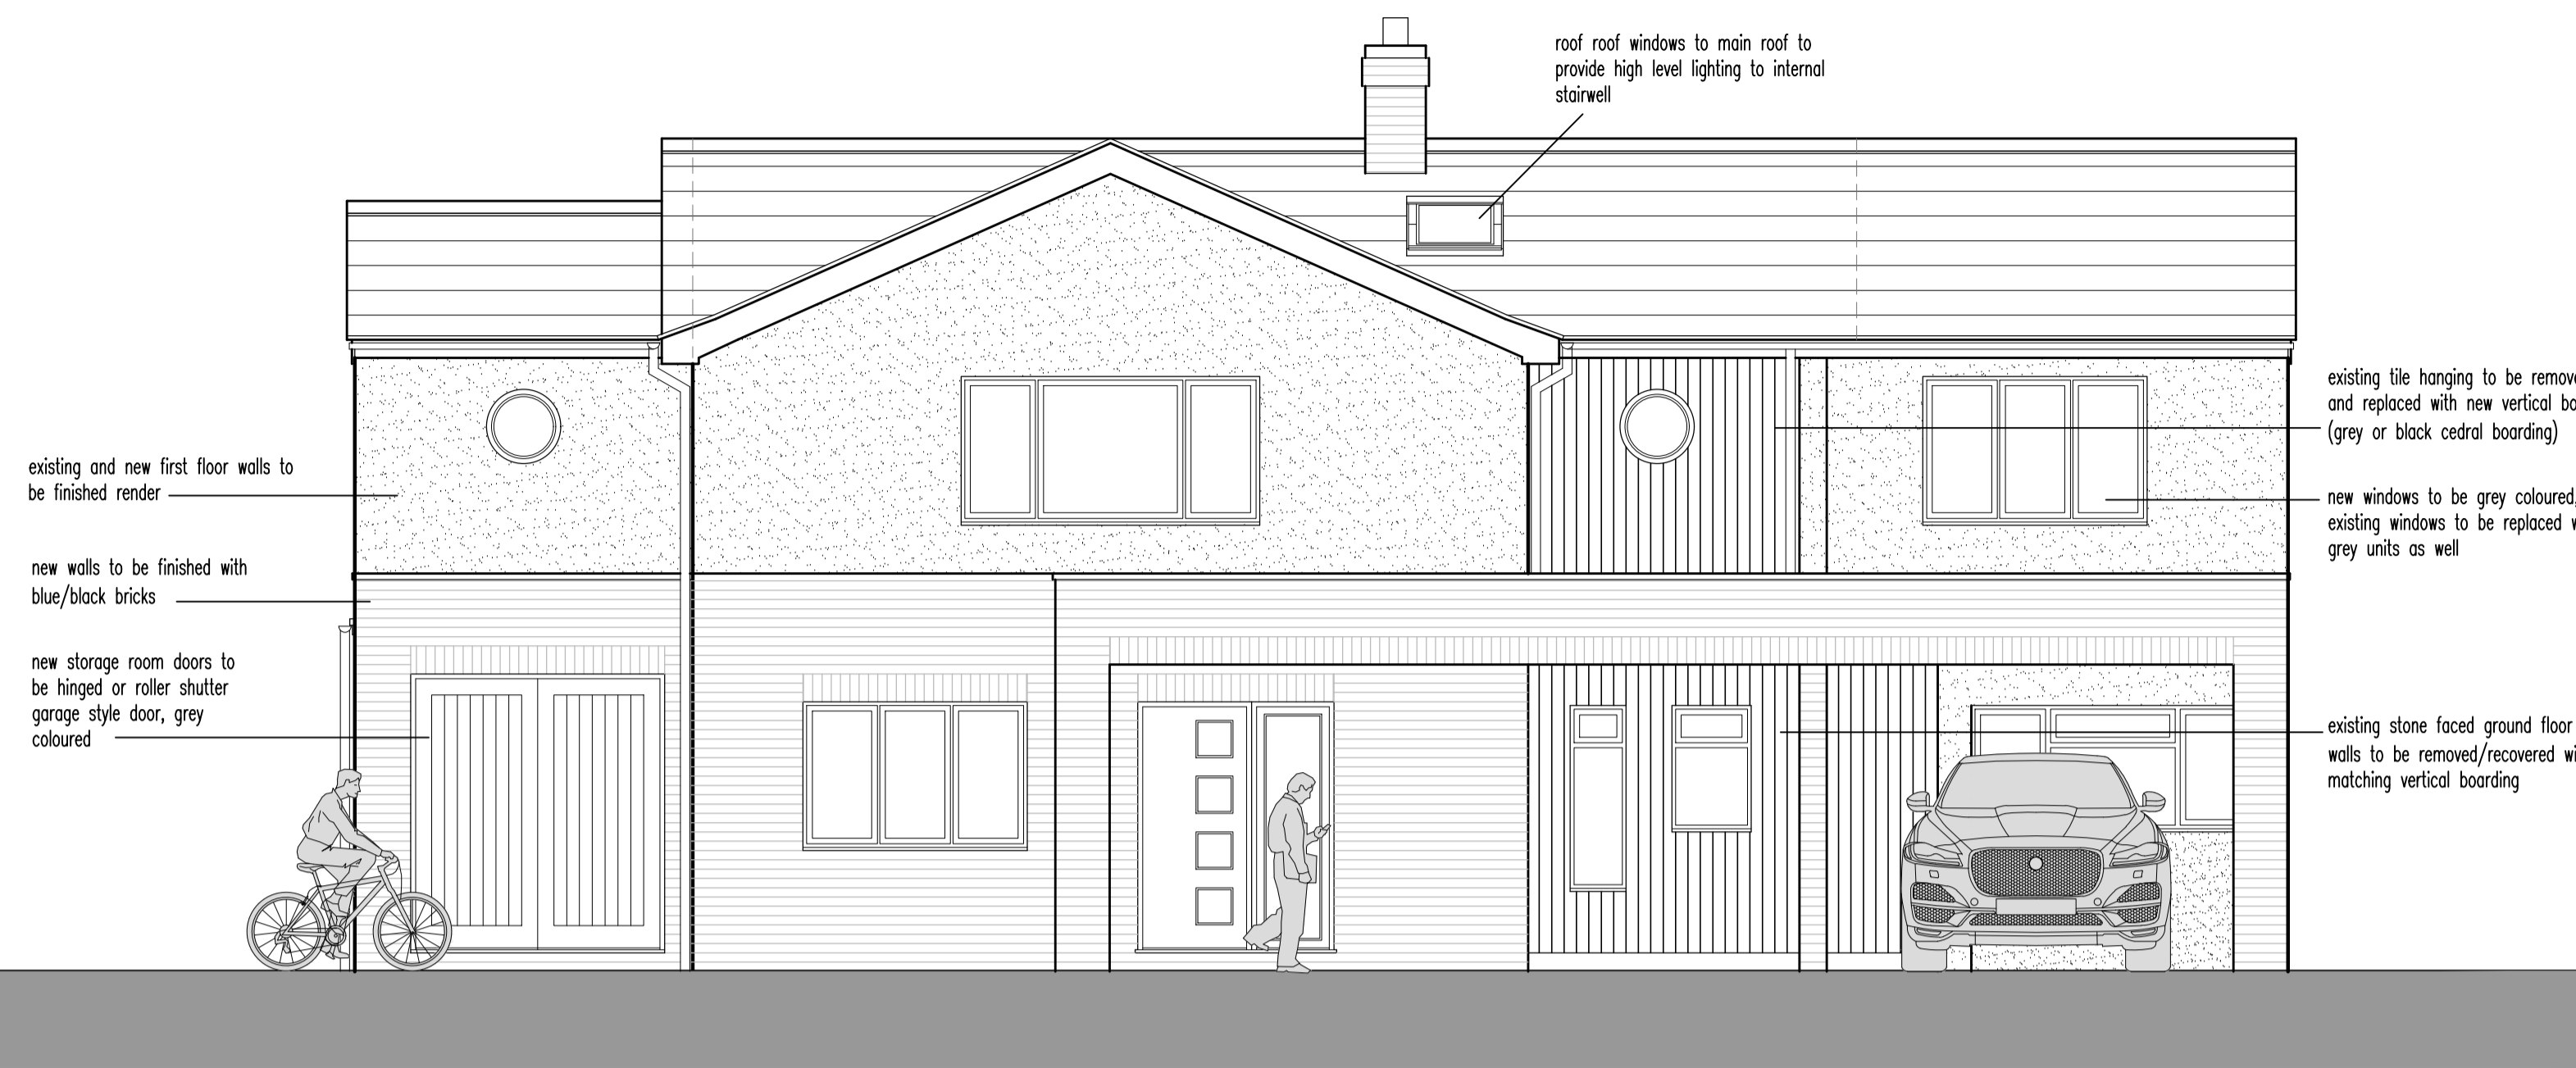 roof roof windows to main roof to
provide high level lighting to internal
stairwell
existing and new first floor walls to
be finished render
new walls to be finished with
blue/black bricks
new storage room doors to
be hinged or roller shutter
garage style door, grey
coloured
existing tile hanging to be
and replaced with new vertical
(grey or black cedral boarding)
new windows to be grey coloured,
existing windows to be replaced
grey units as well
existing stone faced ground floor
walls to be removed/recovered
matching vertical boarding